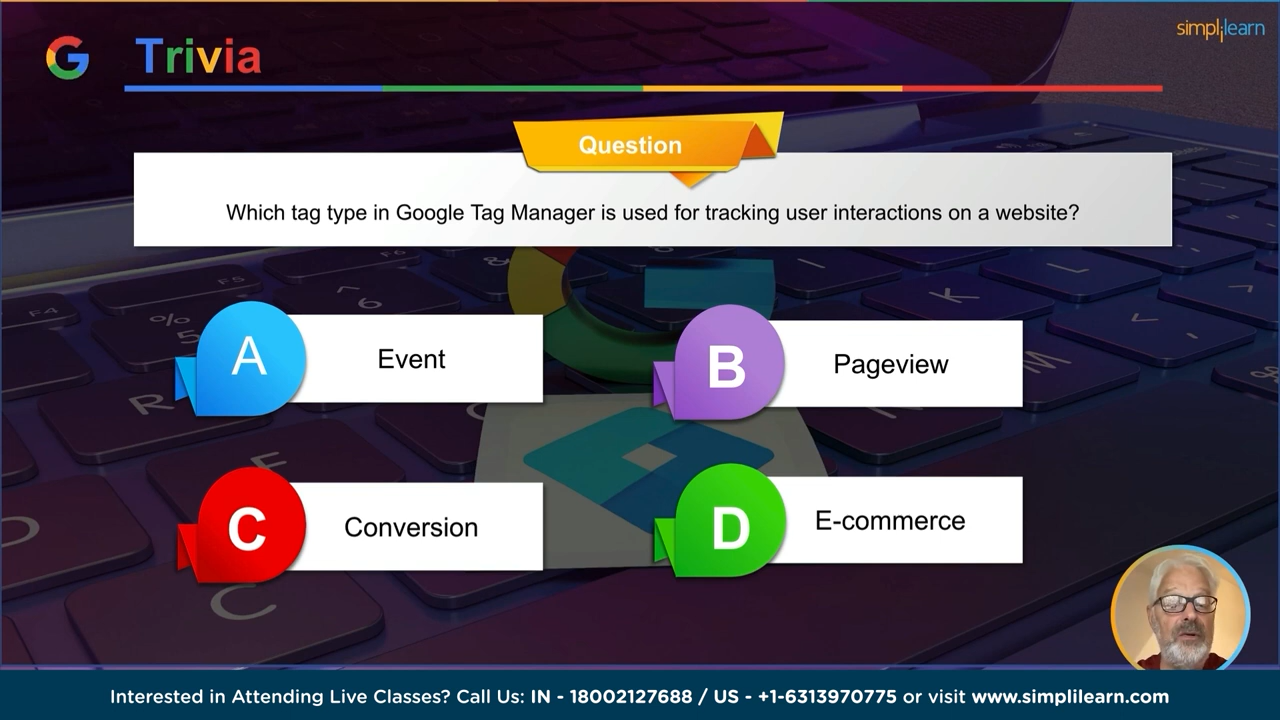 simplilearn
Trivia
Question
Which tag type in Google Tag Manager is used for tracking user interactions on a website?
A
Event
B
Pageview
C
Conversion
D
E-commerce
Interested in Attending Live Classes? Call Us: IN - 18002127688 / US - +1-6313970775 or visit www.simplilearn.com